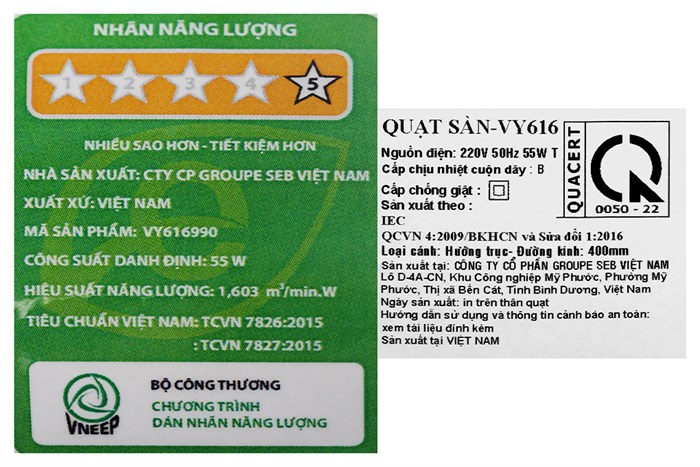 NHÃN NĂNG LƯỢNG
1 2 3 4 5
NHIỀU SAO HƠN - TIẾT KIỆM HƠN
NHÀ SẢN XUẤT: CTY CP GROUPE SEB VIỆT NAM
XUẤT XỨ: VIỆT NAM
MÃ SẢN PHẨM: VY616990
CÔNG SUẤT DANH ĐỊNH: 55 W
HIỆU SUẤT NĂNG LƯỢNG: 1,603 m³/min.W
TIÊU CHUẨN VIỆT NAM: TCVN 7826:2015
: TCVN 7827:2015
VNEEP
BỘ CÔNG THƯƠNG
CHƯƠNG TRÌNH
DÁN NHÃN NĂNG LƯỢNG
QUẠT SÀN-VY616
Nguồn điện: 220V 50Hz 55W T
Cấp chịu nhiệt cuộn dây : B
Cấp chống giật :
Sản xuất theo :
IEC
QCVN 4:2009/BKHCN và Sửa đổi 1:2016
Loại cánh: Hướng trục- Đường kính: 400mm
Sản xuất tại: CÔNG TY CỔ PHẦN GROUPE SEB VIỆT NAM
Lô D-4A-CN, Khu Công nghiệp Mỹ Phước, Phường Mỹ
Phước, Thị xã Bến Cát, Tỉnh Bình Dương, Việt Nam
Ngày sản xuất: in trên thân quạt
Hướng dẫn sử dụng và thông tin cảnh báo an toàn:
xem tài liệu đính kèm
Sản xuất tại VIỆT NAM
QUACERT
0050 - 22